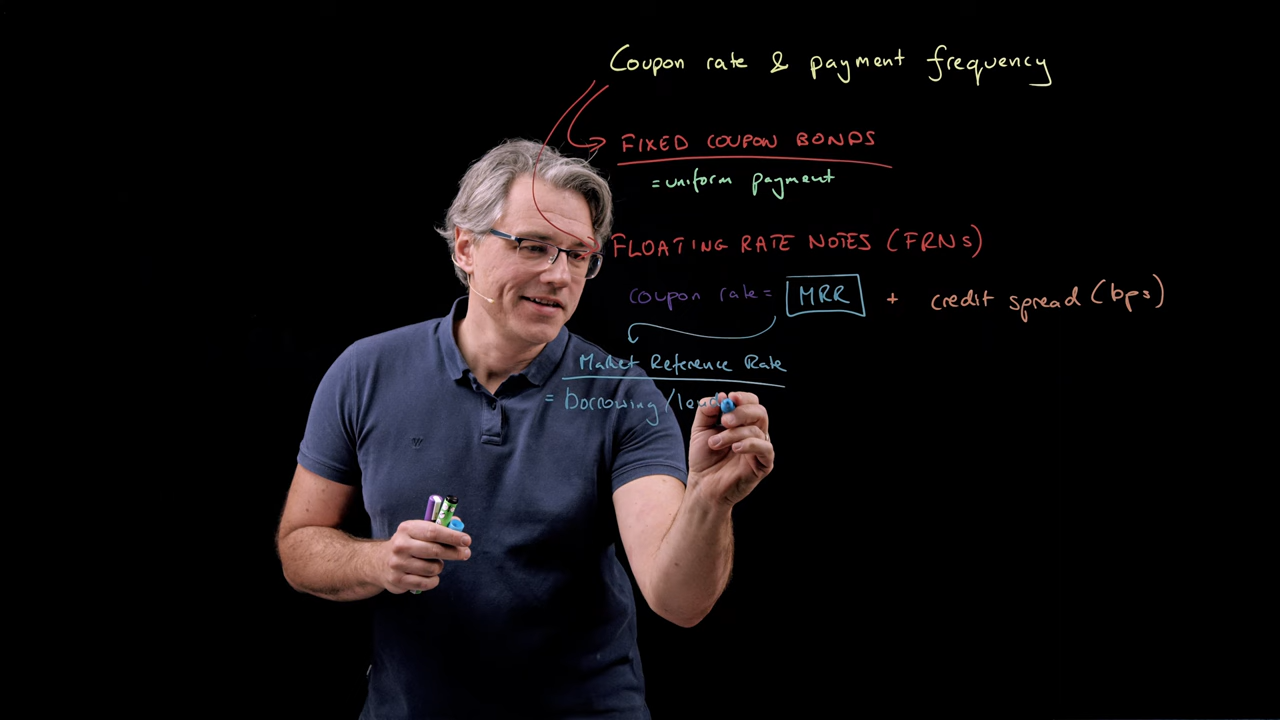 Coupon rate & payment frequency
FIXED COUPON BONDS
= uniform payment
FLOATING RATE NOTES (FRNs)
coupon rate = MRR + credit spread (bps)
Market Reference Rate
= borrowing/lend